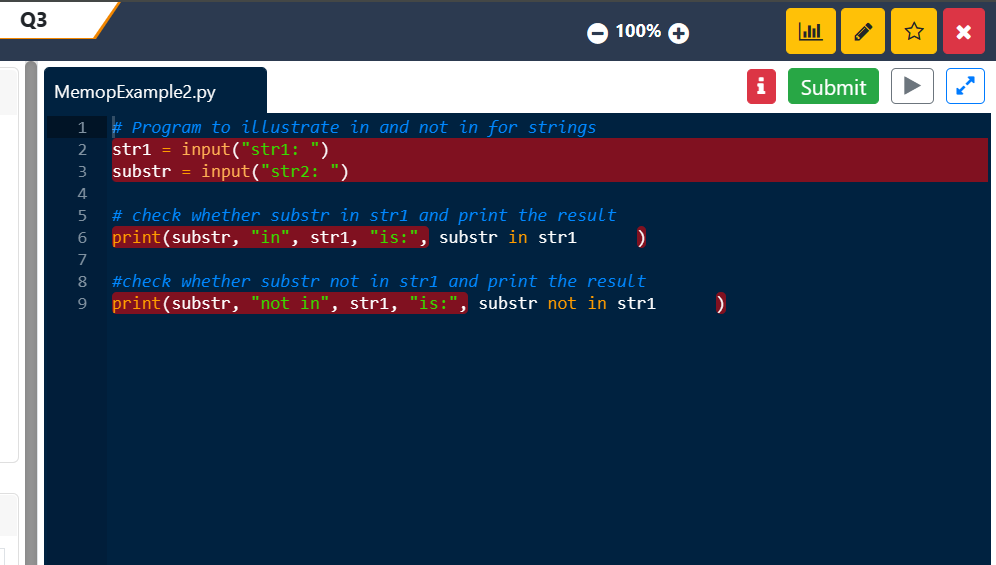 Q3
100%
MemopExample2.py
Submit
1 # Program to illustrate in and not in for strings
2 str1 = input("str1: ")
3 substr = input("str2: ")
4
5 # check whether substr in str1 and print the result
6 print(substr, "in", str1, "is:", substr in str1      )
7
8 #check whether substr not in str1 and print the result
9 print(substr, "not in", str1, "is:", substr not in str1      )